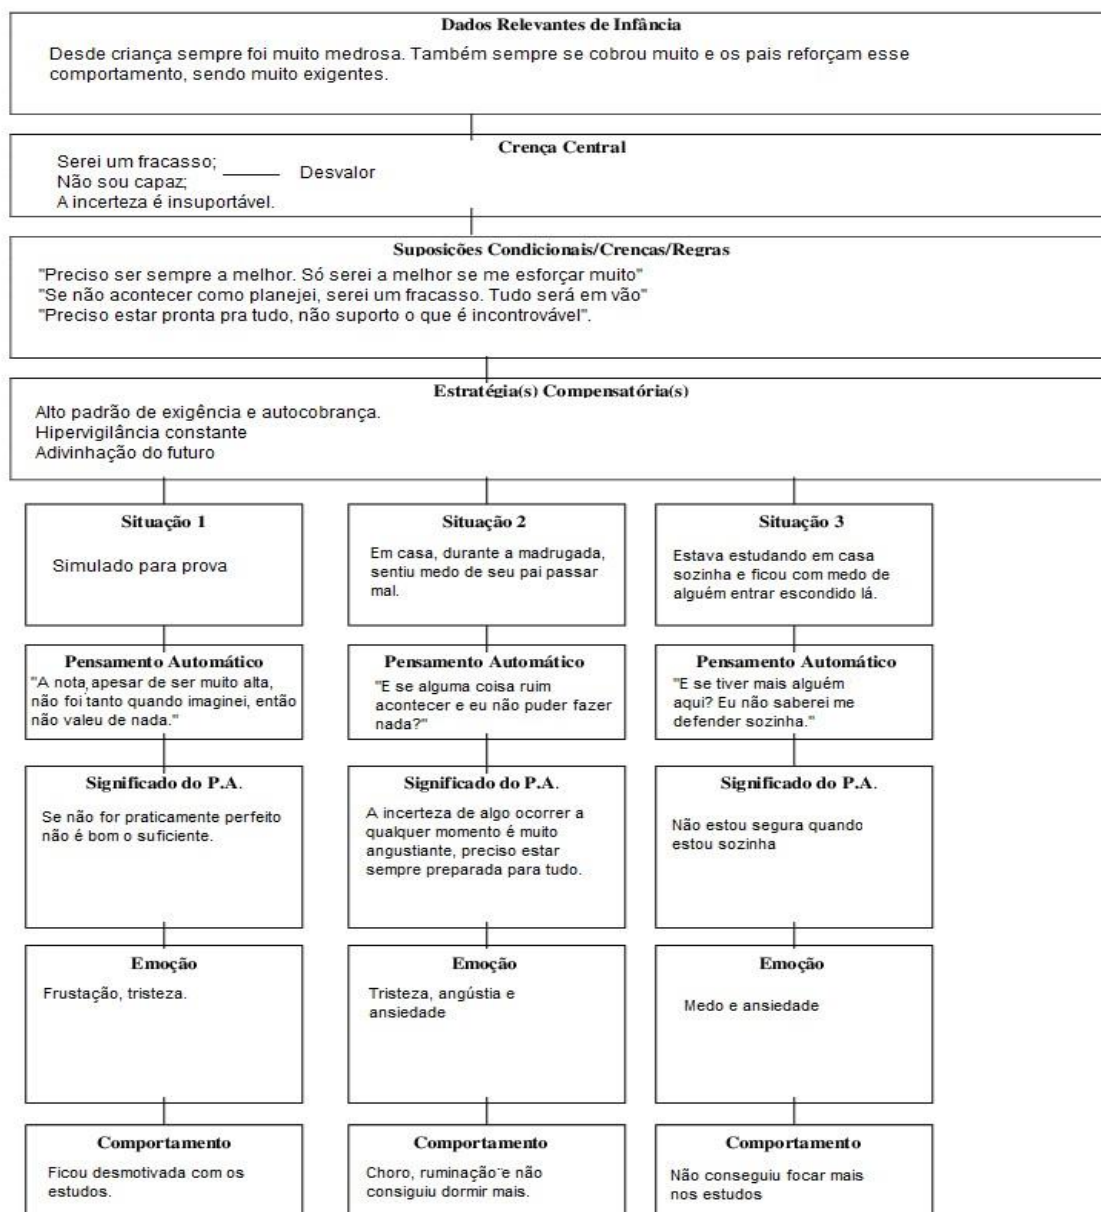 Dados Relevantes de Infância
Desde criança sempre foi muito medrosa. Também sempre se cobrou muito e os pais reforçam esse
comportamento, sendo muito exigentes.
Crença Central
Serei um fracasso;
Não sou capaz;
A incerteza é insuportável.
Desvalor
Suposições Condicionais/Crenças/Regras
"Preciso ser sempre a melhor. Só serei a melhor se me esforçar muito"
"Se não acontecer como planejei, serei um fracasso. Tudo será em vão"
"Preciso estar pronta pra tudo, não suporto o que é incontrovável".
Estratégia(s) Compensatória(s)
Alto padrão de exigência e autocobrança.
Hipervigilância constante
Adivinhação do futuro
Situação 1
Simulado para prova
Pensamento Automático
"A nota, apesar de ser muito alta,
não foi tanto quando imaginei, então
não valeu de nada."
Significado do P.A.
Se não for praticamente perfeito
não é bom o suficiente.
Emoção
Frustação, tristeza.
Comportamento
Ficou desmotivada com os
estudos.
Situação 2
Em casa, durante a madrugada,
sentiu medo de seu pai passar
mal.
Pensamento Automático
"E se alguma coisa ruim
acontecer e eu não puder fazer
nada?"
Significado do P.A.
A incerteza de algo ocorrer a
qualquer momento é muito
angustiante, preciso estar
sempre preparada para tudo.
Emoção
Tristeza, angústia e
ansiedade
Comportamento
Choro, ruminação e não
consiguiu dormir mais.
Situação 3
Estava estudando em casa
sozinha e ficou com medo de
alguém entrar escondido lá.
Pensamento Automático
"E se tiver mais alguém
aqui? Eu não saberei me
defender sozinha."
Significado do P.A.
Não estou segura quando
estou sozinha
Emoção
Medo e ansiedade
Comportamento
Não conseguiu focar mais
nos estudos